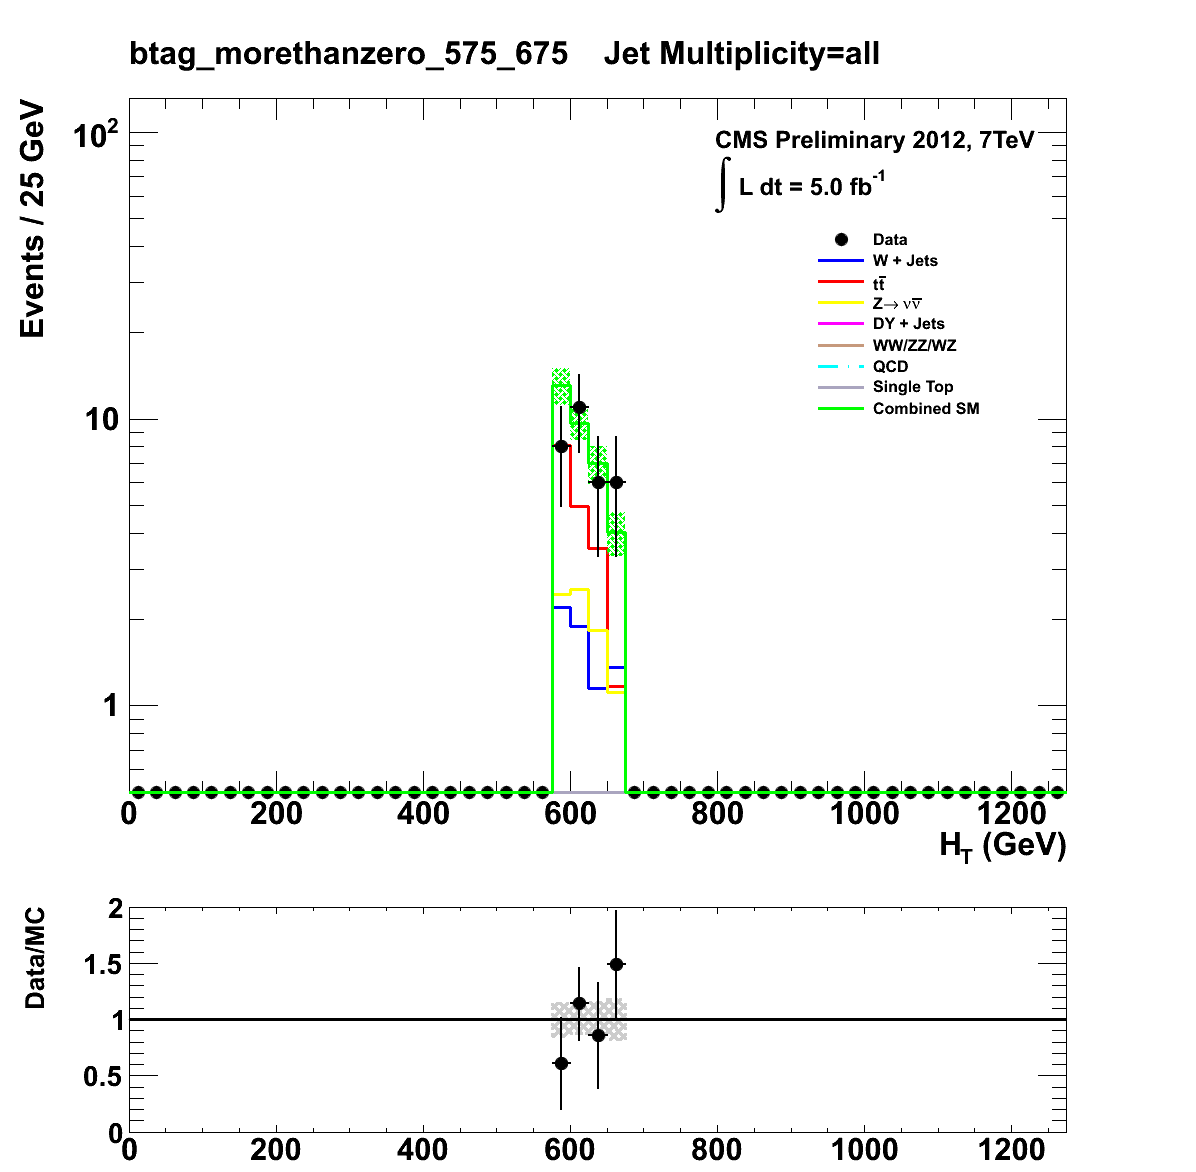 btag_morethanzero_575_675 Jet Multiplicity=all
Events / 25 GeV
10²
10
1
CMS Preliminary 2012, 7TeV
∫ L dt = 5.0 fb⁻¹
Data
W + Jets
tt̅
Z→ νν̅
DY + Jets
WW/ZZ/WZ
QCD
Single Top
Combined SM
0 200 400 600 800 1000 1200
H_T (GeV)
Data/MC
2
1.5
1
0.5
0
0 200 400 600 800 1000 1200